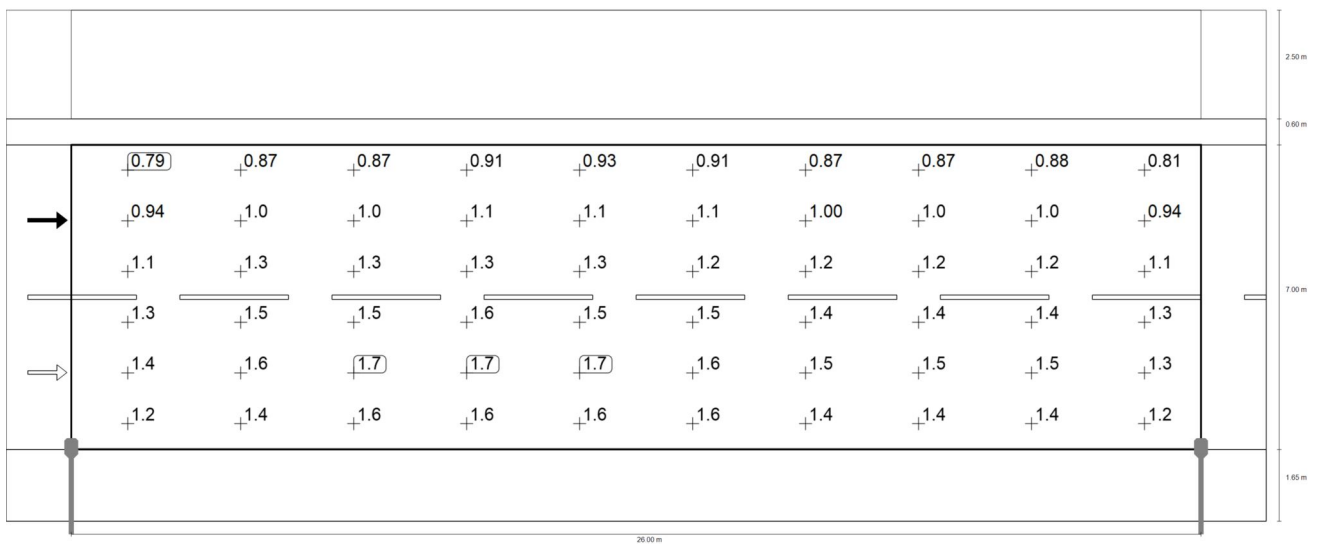 2.50 m
0.60 m
0.79 0.87 0.87 0.91 0.93 0.91 0.87 0.87 0.88 0.81
0.94 1.0 1.0 1.1 1.1 1.1 1.00 1.0 1.0 0.94
1.1 1.3 1.3 1.3 1.3 1.2 1.2 1.2 1.2 1.1
7.00 m
1.3 1.5 1.5 1.6 1.5 1.5 1.4 1.4 1.4 1.3
1.4 1.6 1.7 1.7 1.7 1.6 1.5 1.5 1.5 1.3
1.2 1.4 1.6 1.6 1.6 1.6 1.4 1.4 1.4 1.2
1.65 m
26.00 m